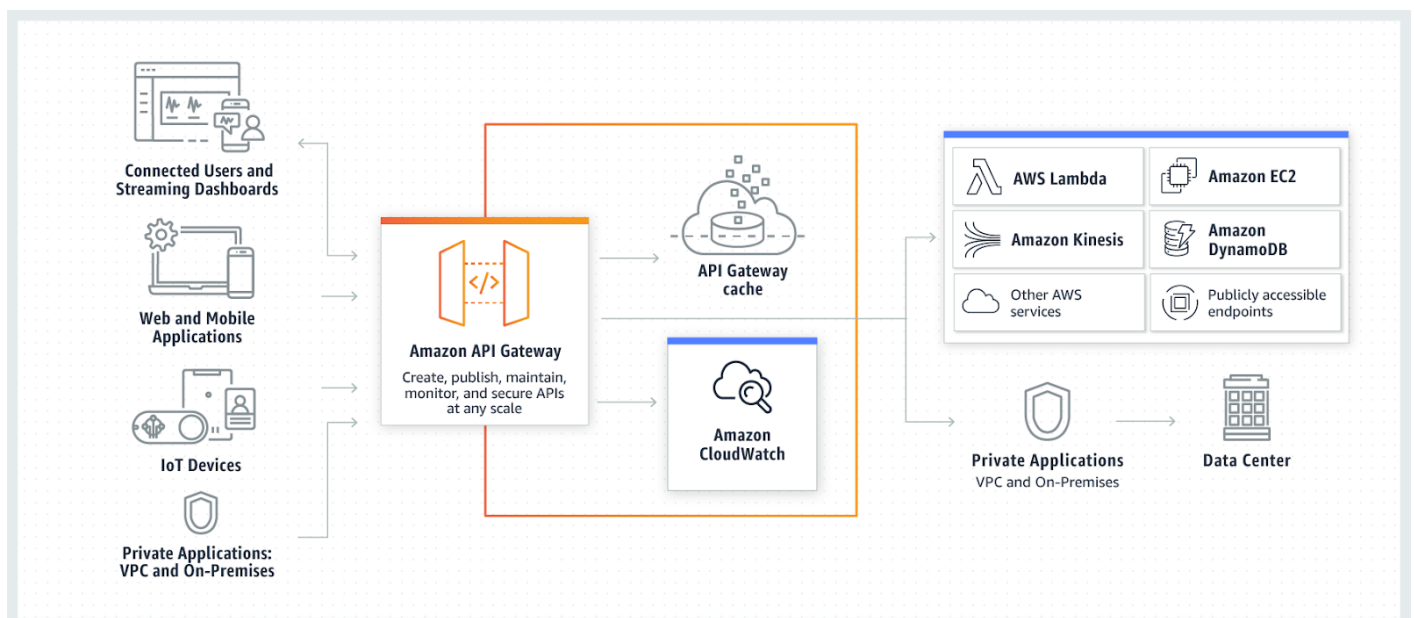 Connected Users and
Streaming Dashboards
Web and Mobile
Applications
IoT Devices
Private Applications:
VPC and On-Premises
</>
Amazon API Gateway
Create, publish, maintain,
monitor, and secure APIs
at any scale
API Gateway
cache
Amazon
CloudWatch
AWS Lambda
Amazon EC2
Amazon Kinesis
Amazon
DynamoDB
Other AWS
services
Publicly accessible
endpoints
Private Applications
VPC and On-Premises
Data Center